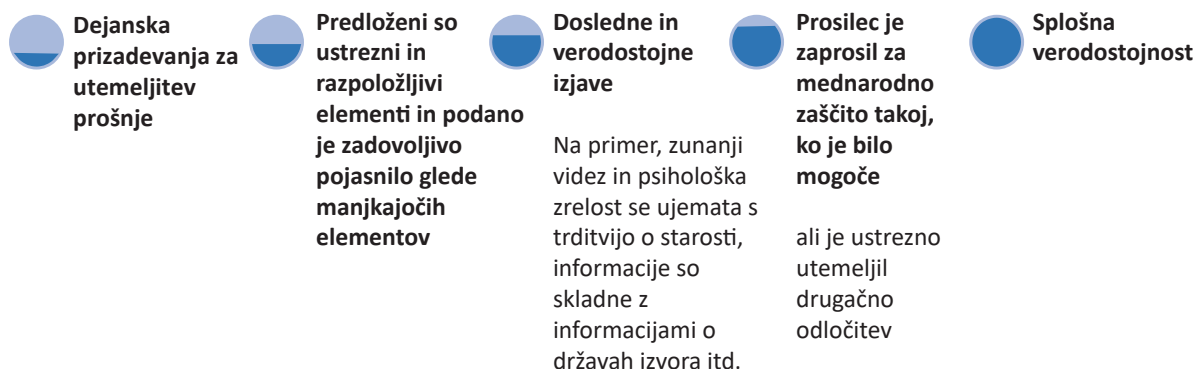 Dejanska
prizadevanja za
utemeljitev
prošnje
Predloženi so
ustrezni in
razpoložljivi
elementi in podano
je zadovoljivo
pojasnilo glede
manjkajočih
elementov
Dosledne in
verodostojne
izjave
Na primer, zunanji
videz in psihološka
zrelost se ujemata s
trditvijo o starosti,
informacije so
skladne z
informacijami o
državah izvora itd.
Prosilec je
zaprosil za
mednarodno
zaščito takoj,
ko je bilo
mogoče
ali je ustrezno
utemeljil
drugačno
odločitev
Splošna
verodostojnost